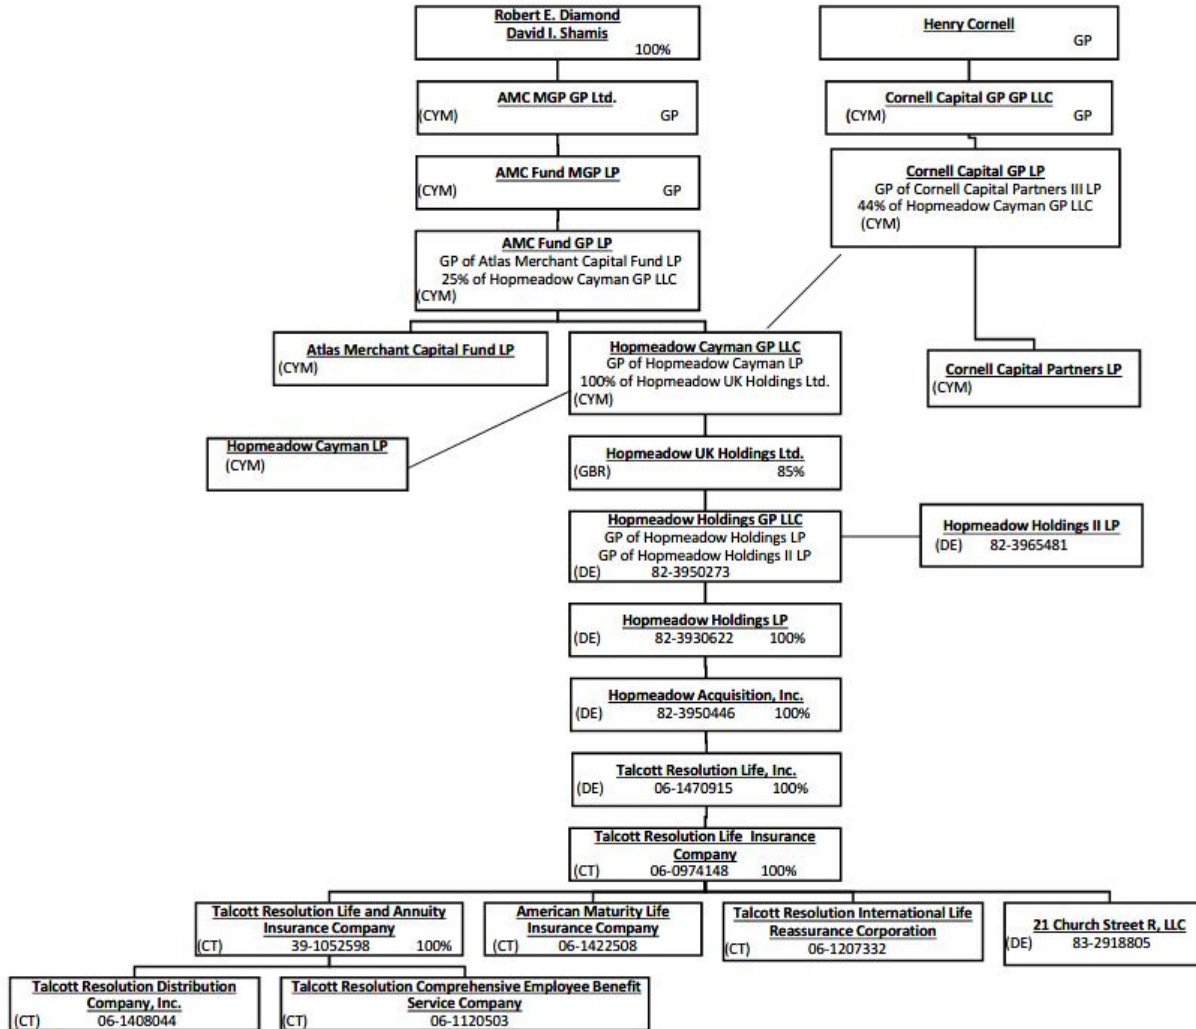 Robert E. Diamond
David I. Shamis
100%
Henry Cornell
GP
AMC MGP GP Ltd.
(CYM) GP
Cornell Capital GP GP LLC
(CYM) GP
AMC Fund MGP LP
(CYM) GP
Cornell Capital GP LP
GP of Cornell Capital Partners III LP
44% of Hopmeadow Cayman GP LLC
(CYM)
AMC Fund GP LP
GP of Atlas Merchant Capital Fund LP
25% of Hopmeadow Cayman GP LLC
(CYM)
Atlas Merchant Capital Fund LP
(CYM)
Hopmeadow Cayman GP LLC
GP of Hopmeadow Cayman LP
100% of Hopmeadow UK Holdings Ltd.
(CYM)
Cornell Capital Partners LP
(CYM)
Hopmeadow Cayman LP
(CYM)
Hopmeadow UK Holdings Ltd.
(GBR) 85%
Hopmeadow Holdings GP LLC
GP of Hopmeadow Holdings LP
GP of Hopmeadow Holdings II LP
(DE) 82-3950273
Hopmeadow Holdings II LP
(DE) 82-3965481
Hopmeadow Holdings LP
(DE) 82-3930622 100%
Hopmeadow Acquisition, Inc.
(DE) 82-3950446 100%
Talcott Resolution Life, Inc.
(DE) 06-1470915 100%
Talcott Resolution Life Insurance
Company
(CT) 06-0974148 100%
Talcott Resolution Life and Annuity
Insurance Company
(CT) 39-1052598 100%
American Maturity Life
Insurance Company
(CT) 06-1422508
Talcott Resolution International Life
Reassurance Corporation
(CT) 06-1207332
21 Church Street R, LLC
(DE) 83-2918805
Talcott Resolution Distribution
Company, Inc.
(CT) 06-1408044
Talcott Resolution Comprehensive Employee Benefit
Service Company
(CT) 06-1120503